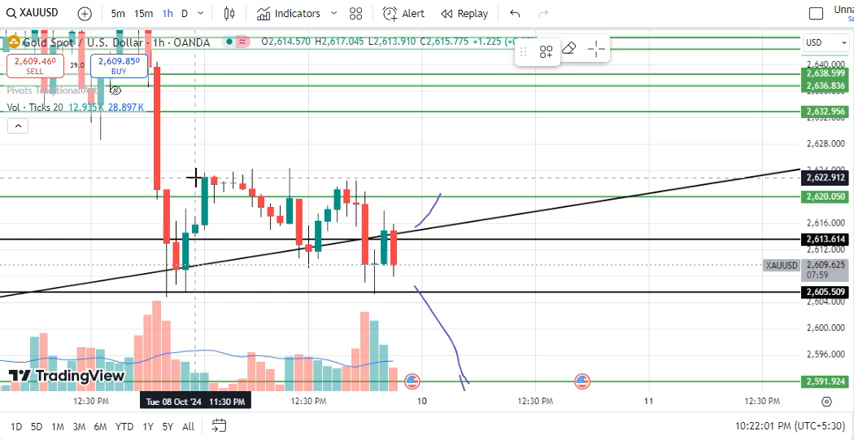 XAUUSD 5m 15m 1h D Indicators Alert Replay Unna
Gold Spot / U.S. Dollar · 1h · OANDA O2,614.570 H2,617.045 L2,613.910 C2,615.775 +1.225 USD
2,609.460 SELL 39.0 2,609.850 BUY
Vol · Ticks 20 12.935K 28.897K
2,640.000
2,638.599
2,636.836
2,632.956
2,628.000
2,622.912
2,620.050
2,616.000
2,613.614
XAUUSD 2,609.625
07:59
2,605.509
2,604.000
2,600.000
2,596.000
2,591.924
TradingView
12:30 PM Tue 08 Oct '24 11:30 PM 12:30 PM 10 12:30 PM 11 12:30 PM
1D 5D 1M 3M 6M YTD 1Y 5Y All 10:22:01 PM (UTC+5:30)